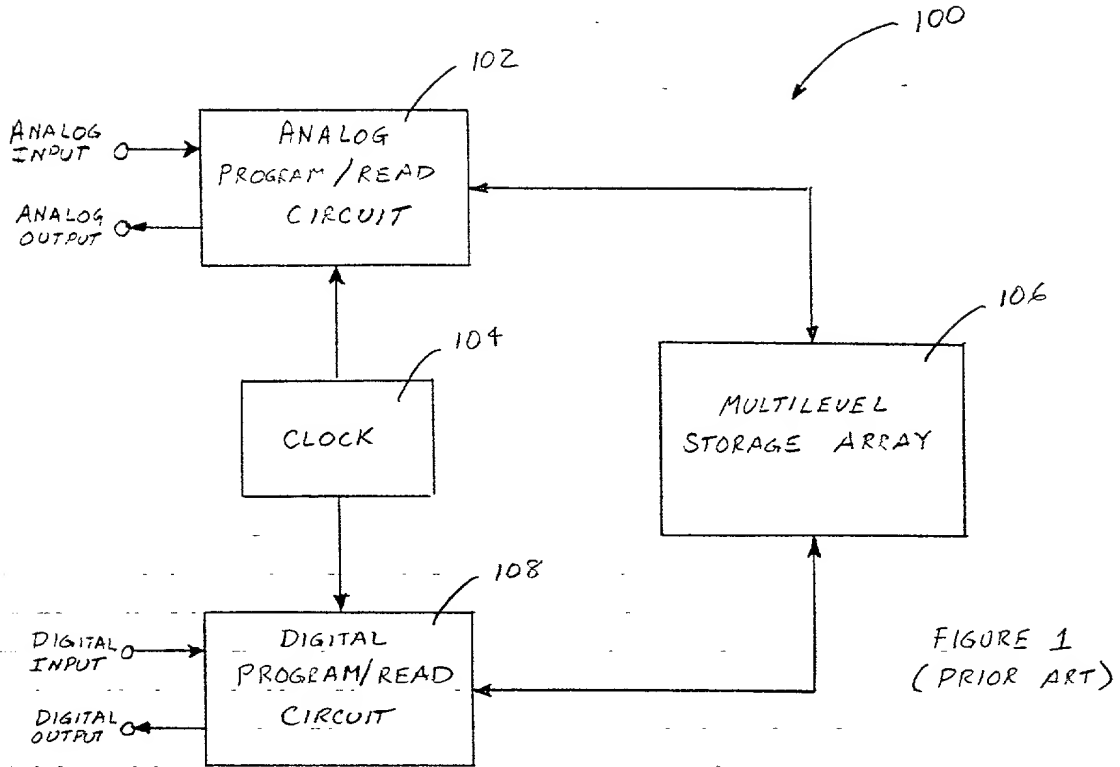 100
102
ANALOG
INPUT
ANALOG
PROGRAM/READ
CIRCUIT
ANALOG
OUTPUT
104
CLOCK
106
MULTILEVEL
STORAGE ARRAY
108
DIGITAL
INPUT
DIGITAL
PROGRAM/READ
CIRCUIT
DIGITAL
OUTPUT
FIGURE 1
(PRIOR ART)